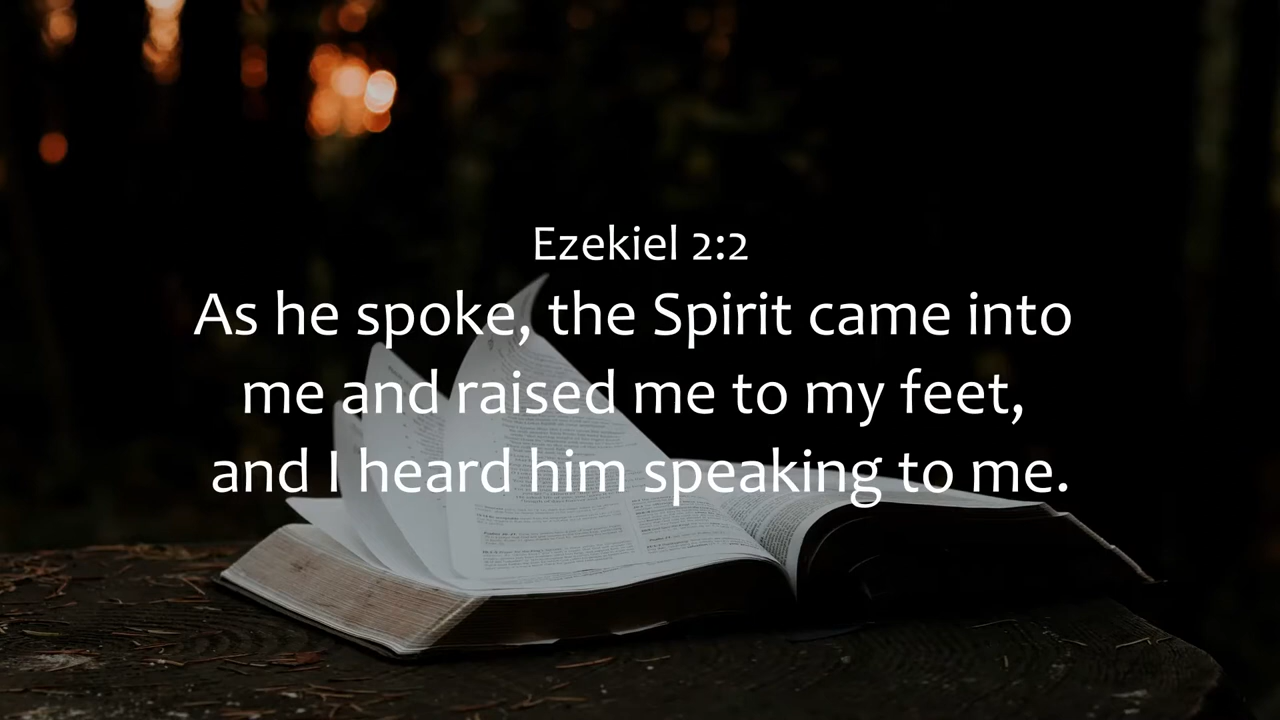 Ezekiel 2:2
As he spoke, the Spirit came into
me and raised me to my feet,
and I heard him speaking to me.